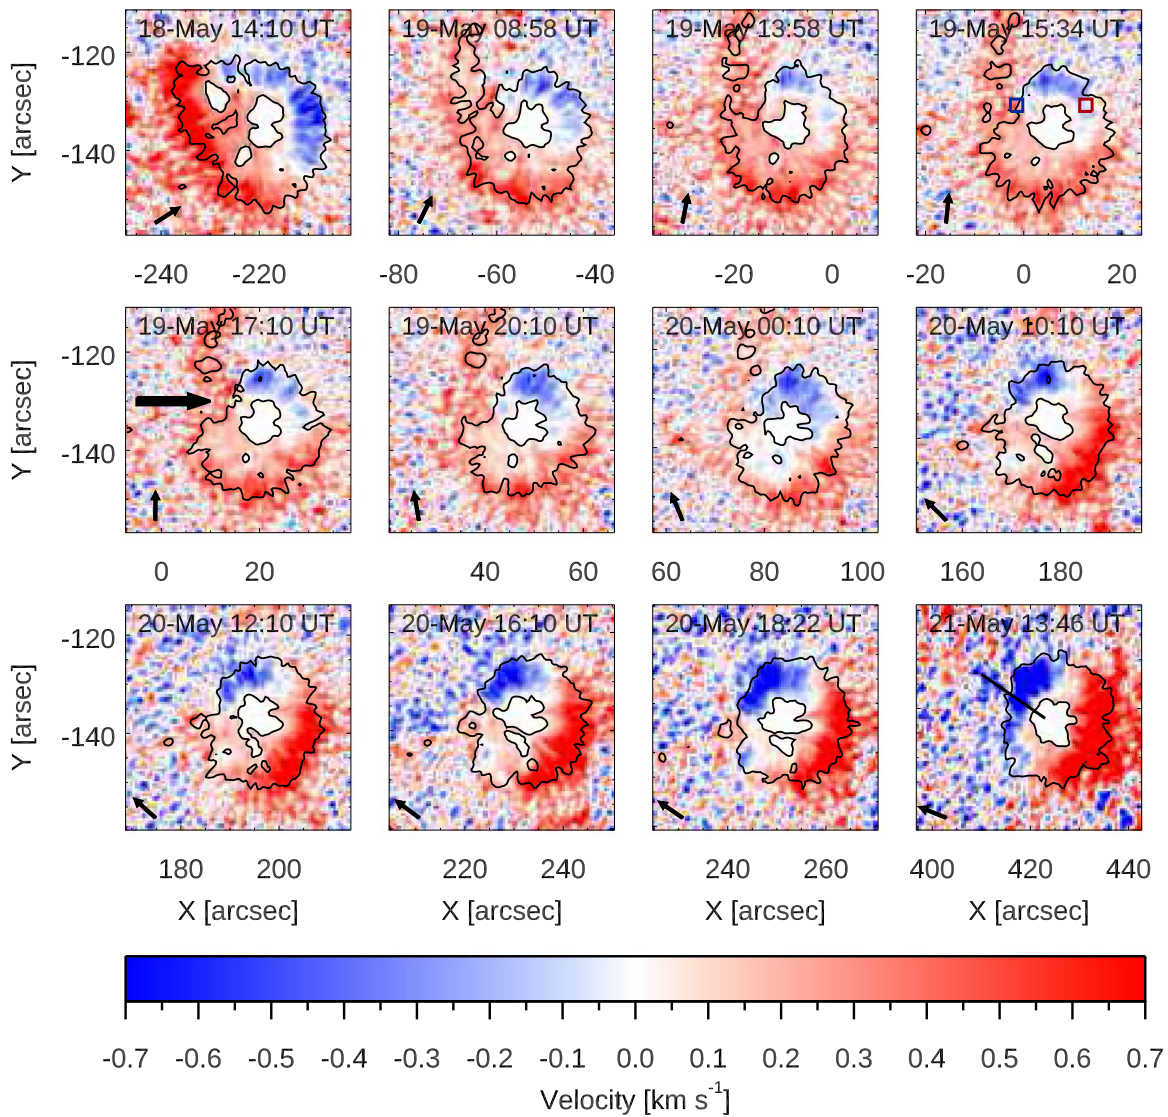 18-May 14:10 UT 19-May 08:58 UT 19-May 13:58 UT 19-May 15:34 UT
-120
-140
Y [arcsec]
-240 -220 -80 -60 -40 -20 0 -20 0 20
19-May 17:10 UT 19-May 20:10 UT 20-May 00:10 UT 20-May 10:10 UT
-120
-140
Y [arcsec]
0 20 40 60 60 80 100 160 180
20-May 12:10 UT 20-May 16:10 UT 20-May 18:22 UT 21-May 13:46 UT
-120
-140
Y [arcsec]
180 200 220 240 240 260 400 420 440
X [arcsec] X [arcsec] X [arcsec] X [arcsec]
-0.7 -0.6 -0.5 -0.4 -0.3 -0.2 -0.1 0.0 0.1 0.2 0.3 0.4 0.5 0.6 0.7
Velocity [km s-1]